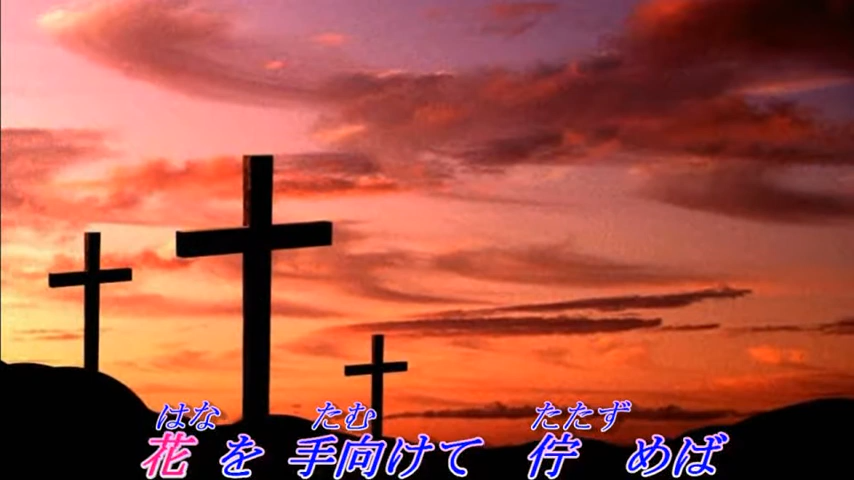 はな たむ たたず
花を 手向けて 佇 めば